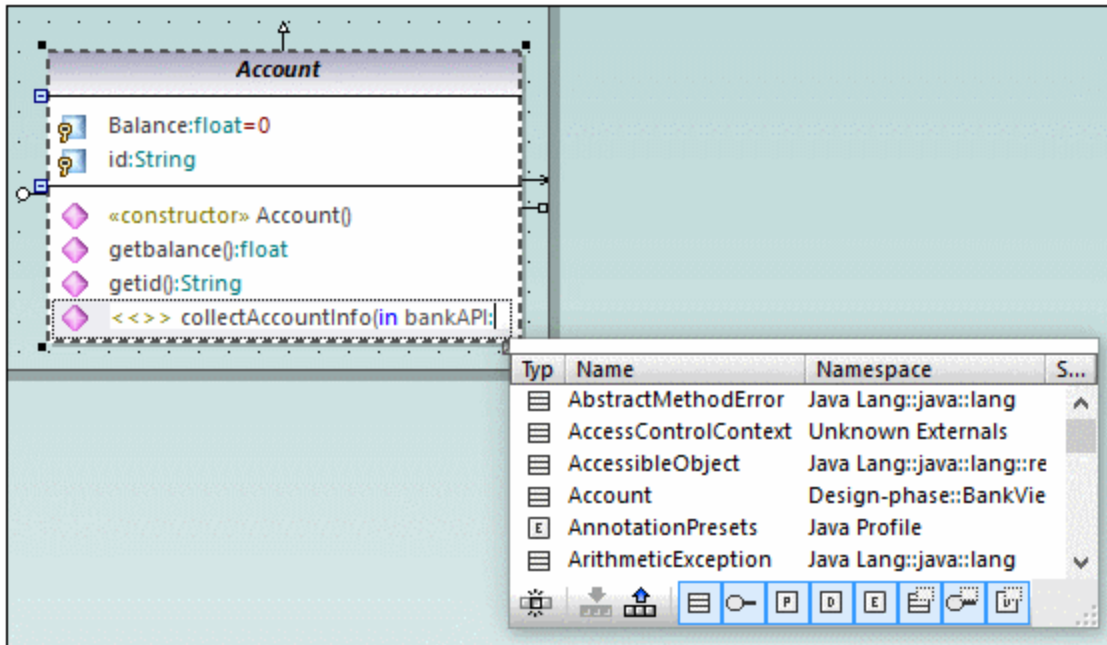 Account
Balance:float=0
id:String
«constructor» Account()
getbalance():float
getid():String
<<>> collectAccountInfo(in bankAPI:
Typ Name Namespace S...
AbstractMethodError Java Lang::java::lang
AccessControlContext Unknown Externals
AccessibleObject Java Lang::java::lang::re
Account Design-phase::BankVie
E AnnotationPresets Java Profile
ArithmeticException Java Lang::java::lang
P D E D